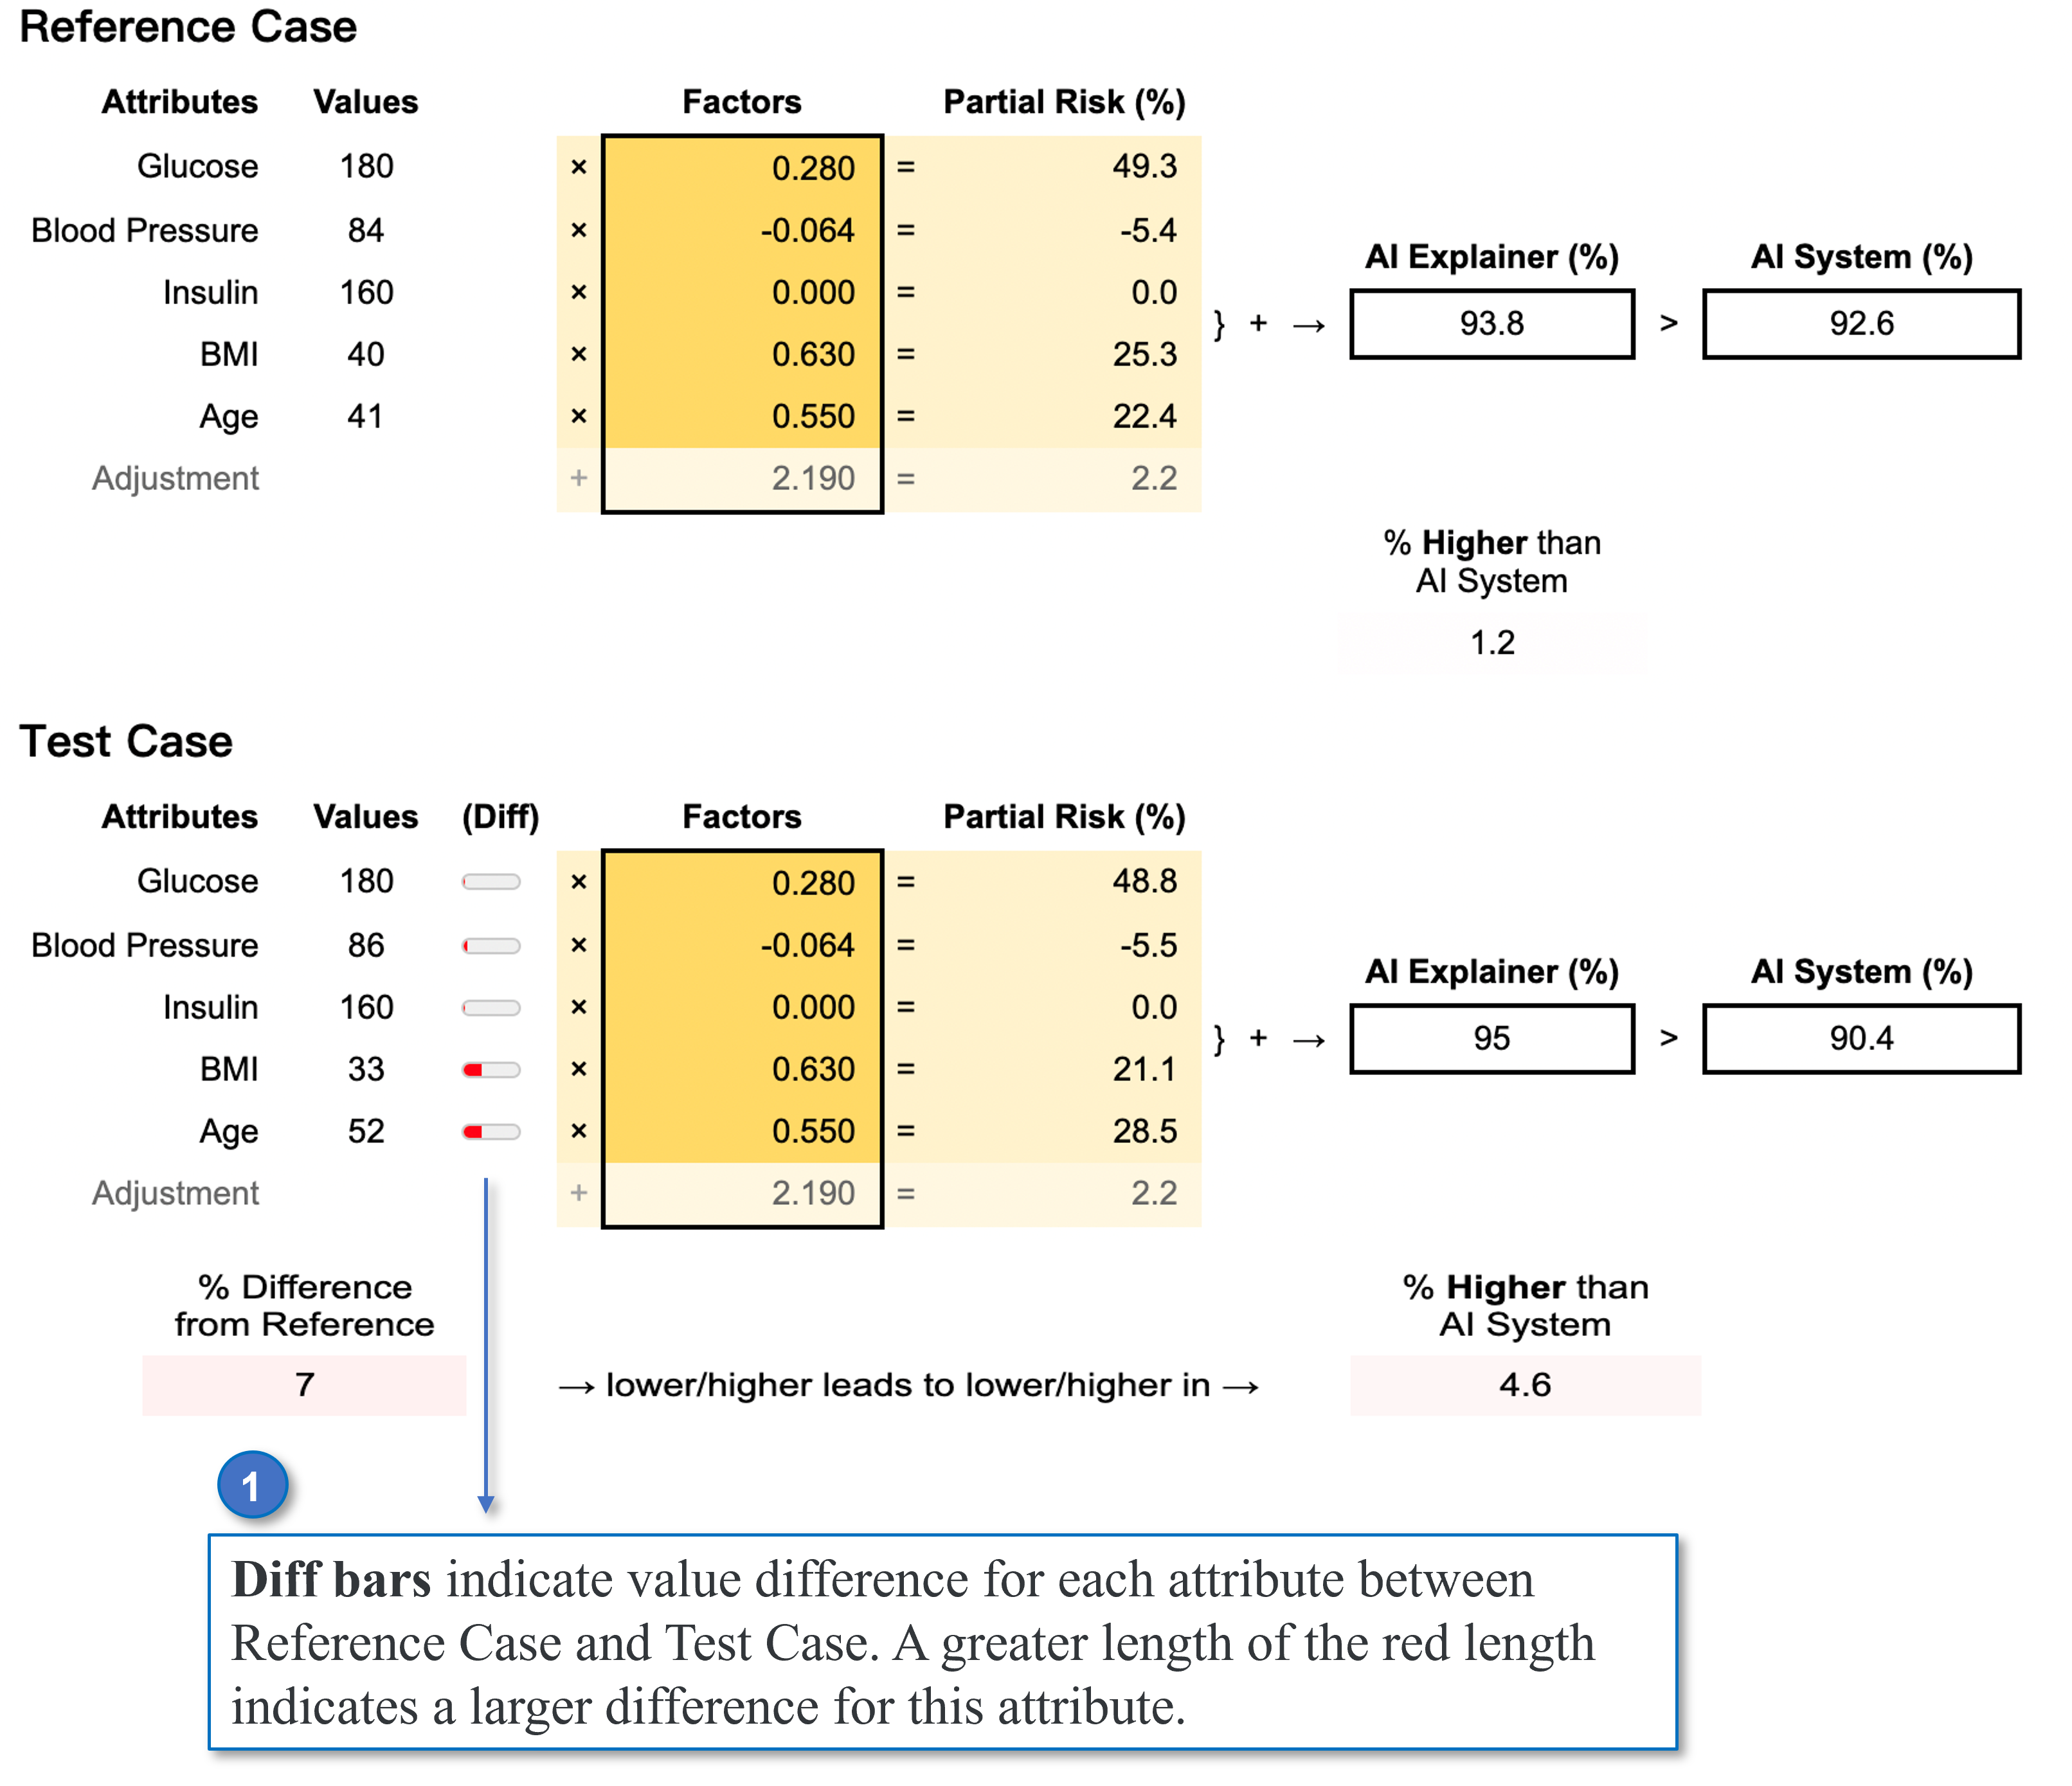 Reference Case
Attributes Values Factors Partial Risk (%)
Glucose 180 × 0.280 = 49.3
Blood Pressure 84 × -0.064 = -5.4
Insulin 160 × 0.000 = 0.0
BMI 40 × 0.630 = 25.3
Age 41 × 0.550 = 22.4
Adjustment + 2.190 = 2.2
} + →
AI Explainer (%) AI System (%)
93.8 > 92.6
% Higher than
AI System
1.2
Test Case
Attributes Values (Diff) Factors Partial Risk (%)
Glucose 180 × 0.280 = 48.8
Blood Pressure 86 × -0.064 = -5.5
Insulin 160 × 0.000 = 0.0
BMI 33 × 0.630 = 21.1
Age 52 × 0.550 = 28.5
Adjustment + 2.190 = 2.2
} + →
AI Explainer (%) AI System (%)
95 > 90.4
% Difference
from Reference
7
→ lower/higher leads to lower/higher in →
% Higher than
AI System
4.6
1
Diff bars indicate value difference for each attribute between
Reference Case and Test Case. A greater length of the red length
indicates a larger difference for this attribute.